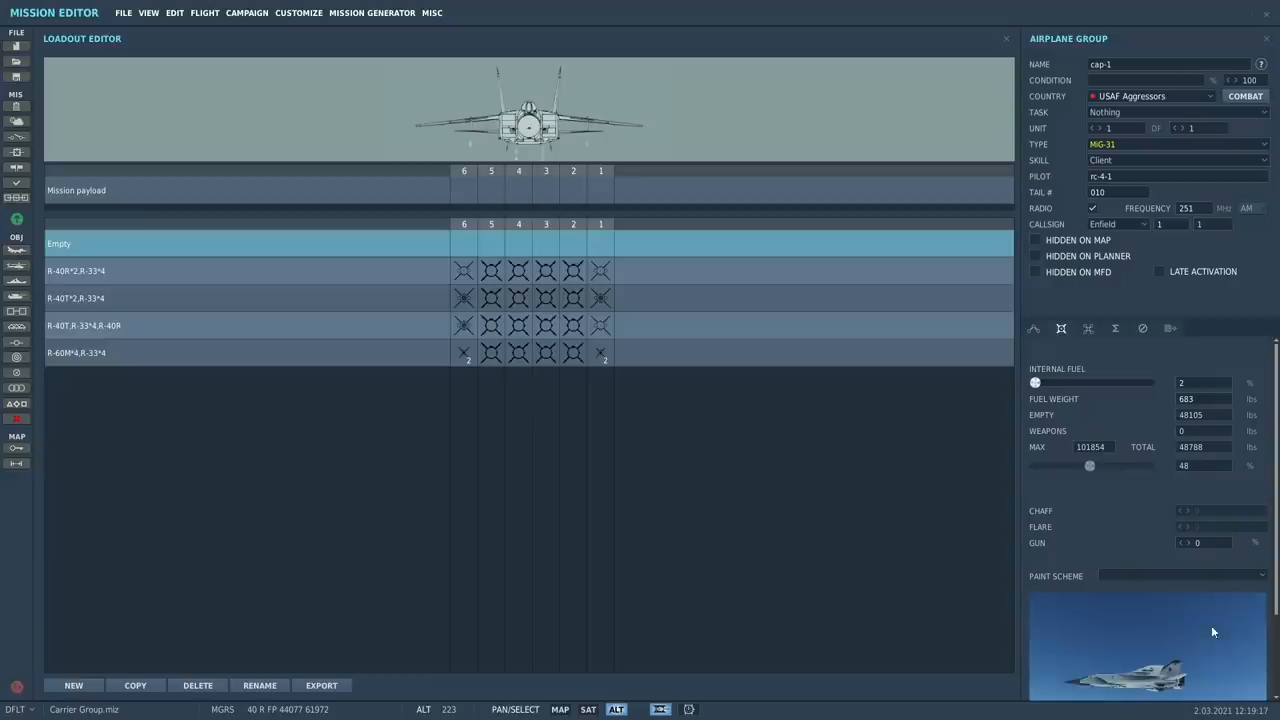 MISSION EDITOR FILE VIEW EDIT FLIGHT CAMPAIGN CUSTOMIZE MISSION GENERATOR MISC
FILE
MIS
OBJ
MAP
LOADOUT EDITOR
6 5 4 3 2 1
Mission payload
6 5 4 3 2 1
Empty
R-40R*2,R-33*4
R-40T*2,R-33*4
R-40T,R-33*4,R-40R
R-60M*4,R-33*4
2 2
NEW COPY DELETE RENAME EXPORT
AIRPLANE GROUP
NAME cap-1 ?
CONDITION % < > 100
COUNTRY USAF Aggressors COMBAT
TASK Nothing
UNIT < > 1 OF < > 1
TYPE MiG-31
SKILL Client
PILOT rc-4-1
TAIL # 010
RADIO FREQUENCY 251 MHz AM
CALLSIGN Enfield 1 1
HIDDEN ON MAP
HIDDEN ON PLANNER
HIDDEN ON MFD LATE ACTIVATION
INTERNAL FUEL
2 %
FUEL WEIGHT 683 lbs
EMPTY 48105 lbs
WEAPONS 0 lbs
MAX 101854 TOTAL 48788 lbs
48 %
CHAFF < > 0
FLARE < > 0
GUN < > 0 %
PAINT SCHEME
DFLT Carrier Group.miz MGRS 40 R FP 44077 61972 ALT 223 PAN/SELECT MAP SAT ALT 2.03.2021 12:19:17